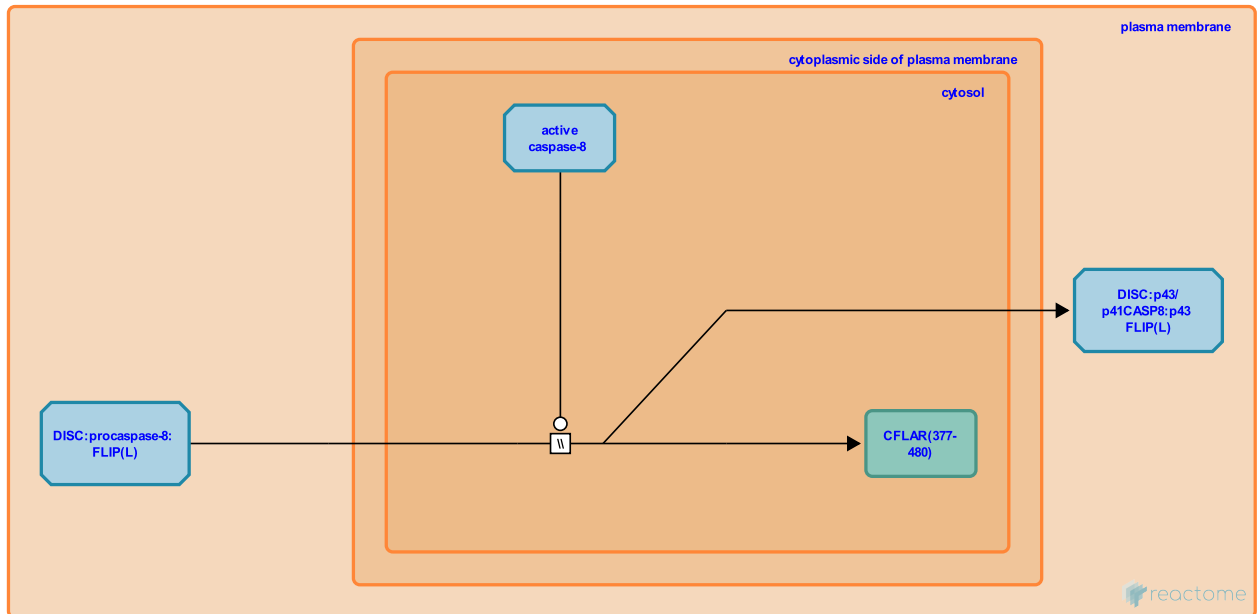 plasma membrane
cytoplasmic side of plasma membrane
cytosol
active
caspase-8
DISC:p43/
p41CASP8:p43
FLIP(L)
DISC:procaspase-8:
FLIP(L)
\\
CFLAR(377-
480)
reactome